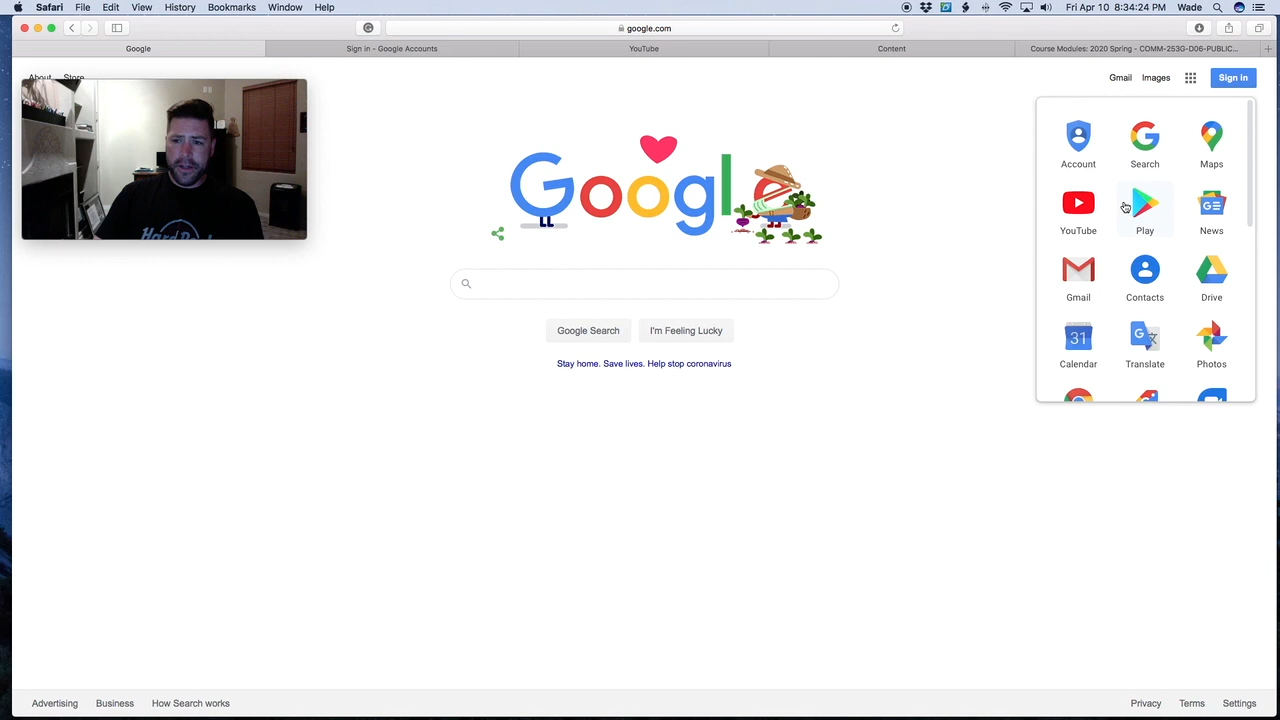 Safari File Edit View History Bookmarks Window Help Fri Apr 10 8:34:24 PM Wade
google.com
Google Sign in - Google Accounts YouTube Content Course Modules: 2020 Spring - COMM-253G-D06-PUBLIC...
About Store Gmail Images Sign in
Account Search Maps
YouTube Play News
Gmail Contacts Drive
31
Calendar Translate Photos
Google
Google Search I'm Feeling Lucky
Stay home. Save lives. Help stop coronavirus
Advertising Business How Search works Privacy Terms Settings